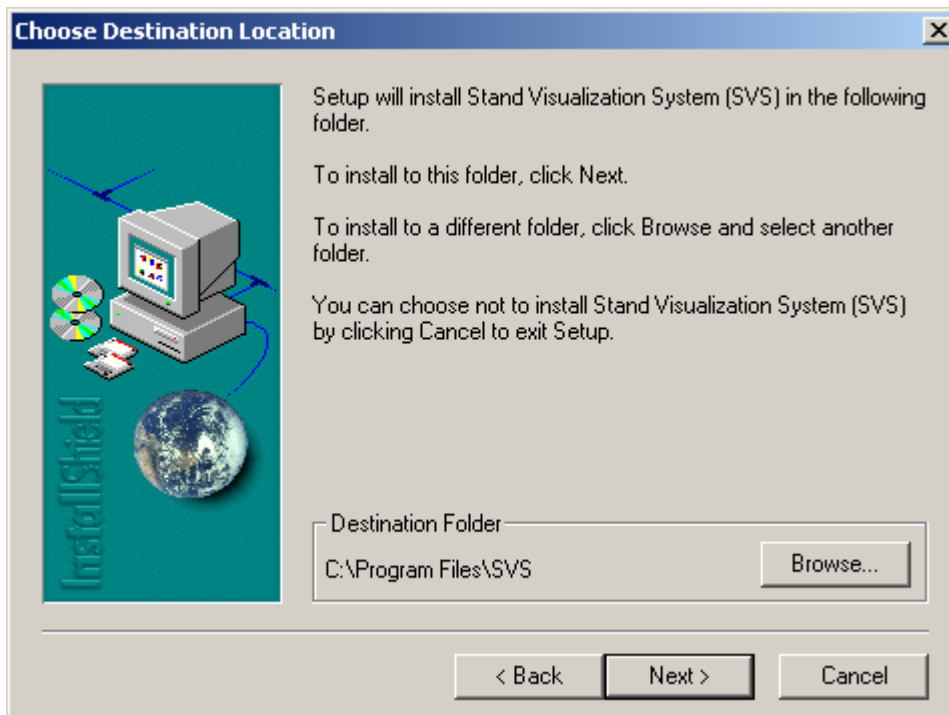 Choose Destination Location
Setup will install Stand Visualization System (SVS) in the following
folder.
To install to this folder, click Next.
To install to a different folder, click Browse and select another
folder.
You can choose not to install Stand Visualization System (SVS)
by clicking Cancel to exit Setup.
InstallShield
Destination Folder
C:\Program Files\SVS
Browse...
< Back
Next >
Cancel